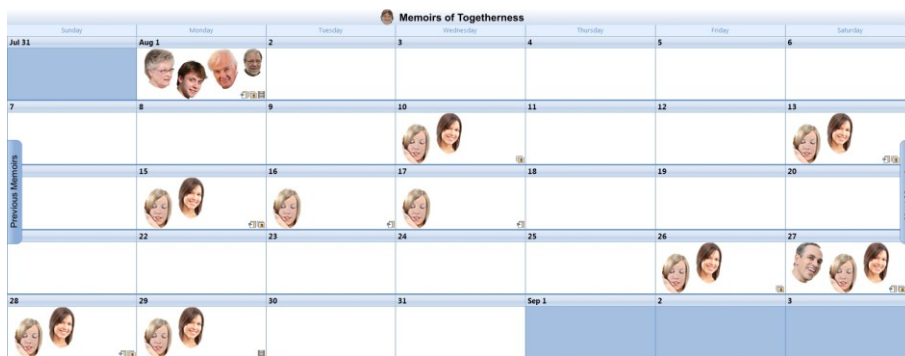 Memoirs of Togetherness
Sunday Monday Tuesday Wednesday Thursday Friday Saturday
Jul 31 Aug 1 2 3 4 5 6
7 8 9 10 11 12 13
Previous Memoirs
15 16 17 18 19 20
22 23 24 25 26 27
28 29 30 31 Sep 1 2 3